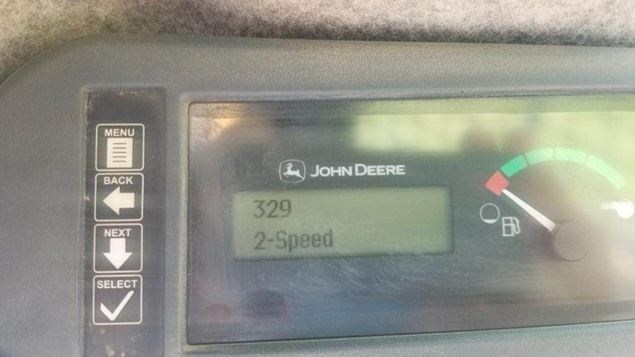 MENU
BACK
NEXT
SELECT
JOHN DEERE
329
2-Speed